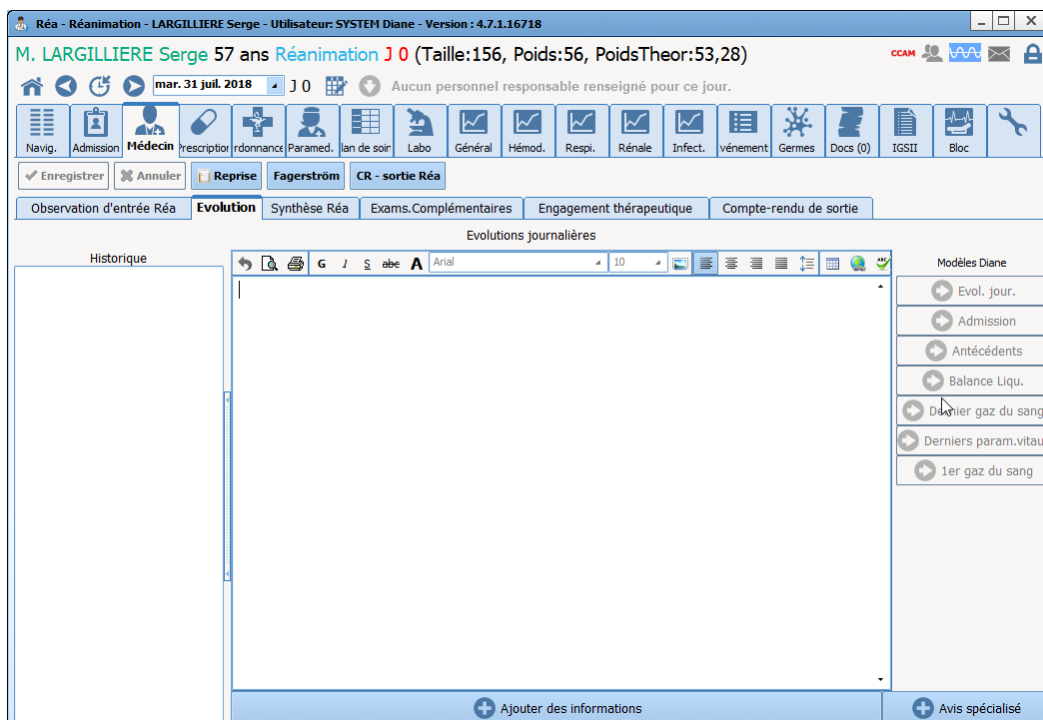 Réa - Réanimation - LARGILLIERE Serge - Utilisateur: SYSTEM Diane - Version : 4.7.1.16718
M. LARGILLIERE Serge 57 ans Réanimation J 0 (Taille:156, Poids:56, PoidsTheor:53,28)
CCAM
mar. 31 juil. 2018 J 0 Aucun personnel responsable renseigné pour ce jour.
Navig. Admission Médecin Prescription rdonnance Paramed. lan de soin Labo Général Hémod. Respi. Rénale Infect. vénement Germes Docs (0) IGSII Bloc
Enregistrer Annuler Reprise Fagerström CR - sortie Réa
Observation d'entrée Réa Evolution Synthèse Réa Exams.Complémentaires Engagement thérapeutique Compte-rendu de sortie
Evolutions journalières
Historique
G I S abc A Arial 10 ABC
Modèles Diane
Evol. jour.
Admission
Antécédents
Balance Liqu.
Dernier gaz du sang
Derniers param.vitau
1er gaz du sang
Ajouter des informations
Avis spécialisé